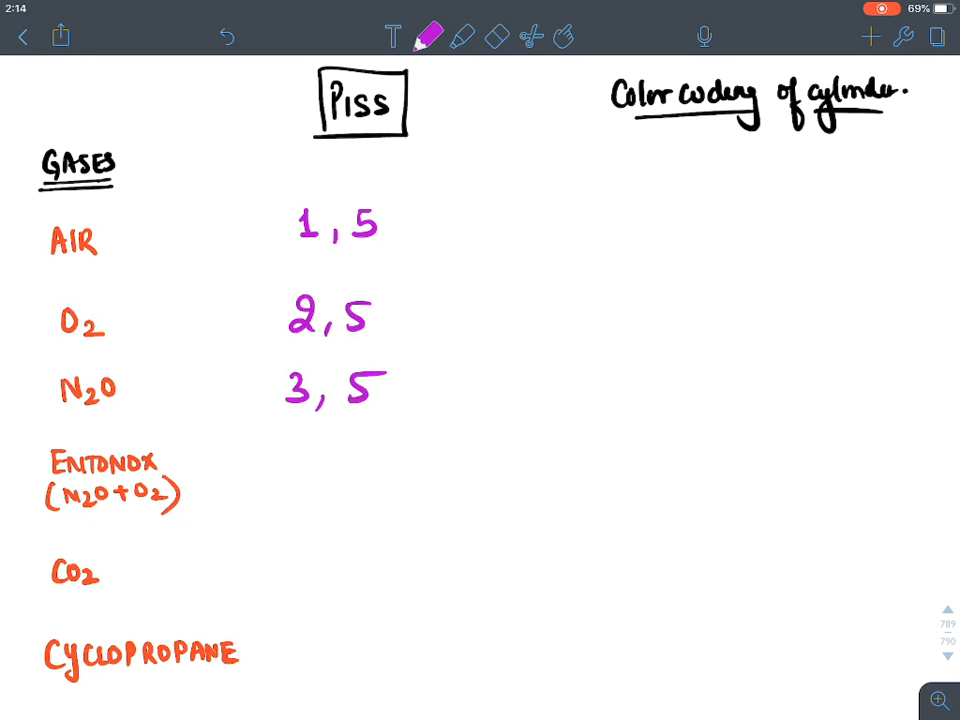 2:14
69%
T
PISS
Color coding of cylinder.
GASES
AIR 1, 5
O2 2, 5
N2O 3, 5
ENTONOX
(N2O+O2)
CO2
CYCLOPROPANE
789
790